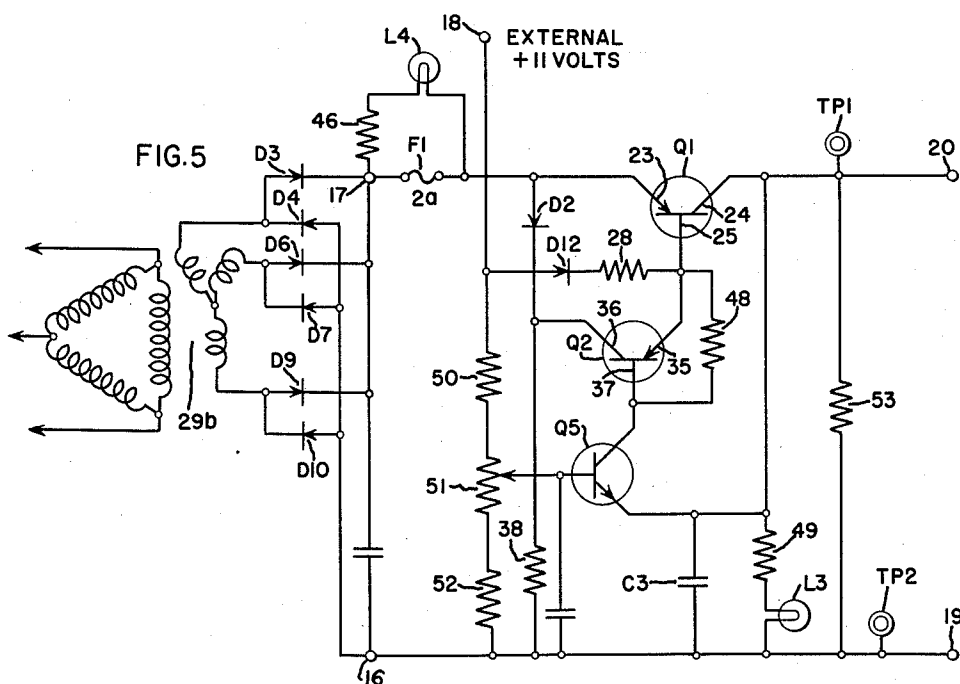 18
EXTERNAL
+11 VOLTS
L4
46
F1
2a
17
FIG.5
D3
D4
D6
D7
D9
D10
29b
16
D2
D12
28
Q1
23
24
25
TP1
20
36
Q2
37
35
48
50
51
52
38
Q5
C3
49
L3
53
TP2
19